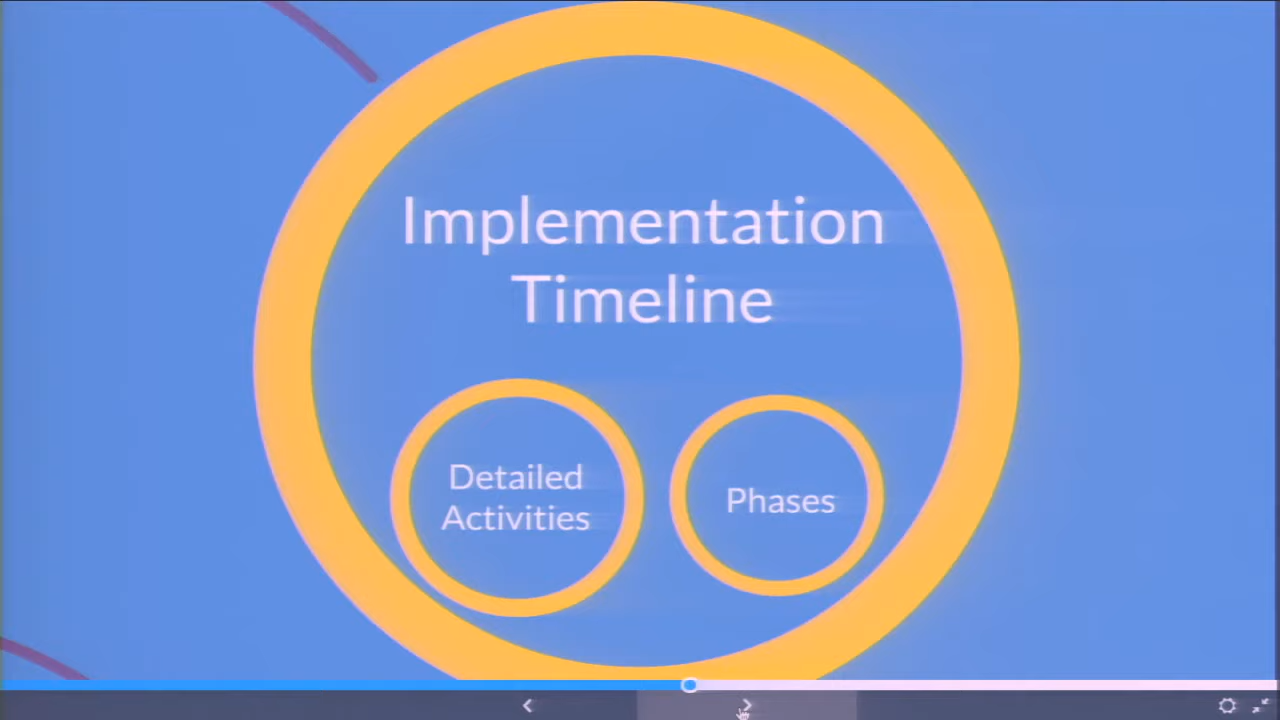 Implementation
Timeline
Detailed
Activities
Phases